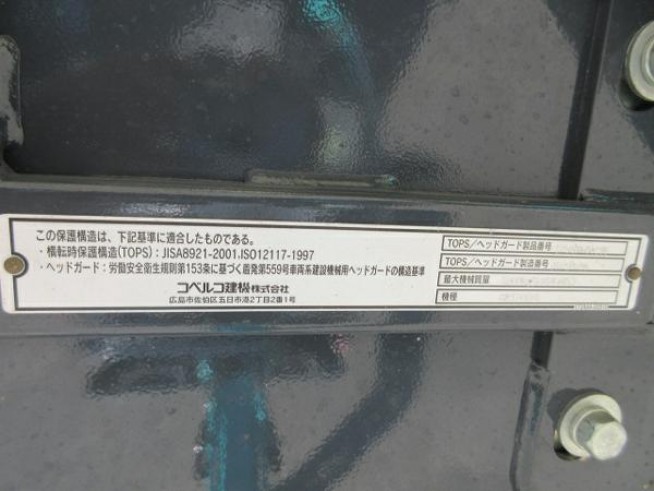 この保護構造は、下記基準に適合したものである。
・横転時保護構造(TOPS)：JISA8921-2001.ISO12117-1997
・ヘッドガード：労働安全衛生規則第153条に基づく基発第559号車両系建設機械用ヘッドガードの構造基準
コベルコ建機株式会社
広島市佐伯区五日市港2丁目2番1号
TOPS／ヘッドガード製品番号
TOPS／ヘッドガード製造番号
最大機械質量
機種